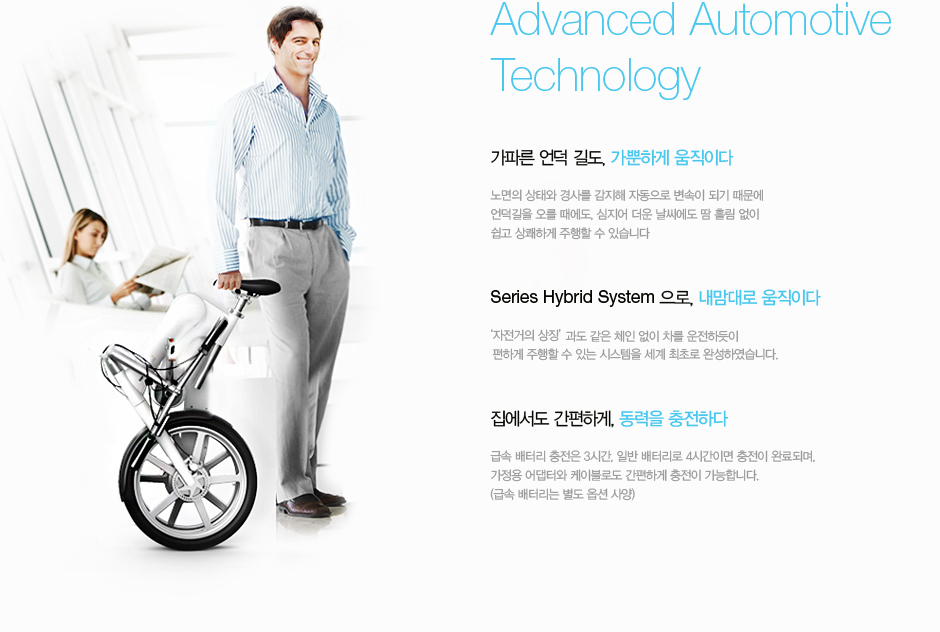 Advanced Automotive
Technology
가파른 언덕 길도, 가뿐하게 움직이다
노면의 상태와 경사를 감지해 자동으로 변속이 되기 때문에
언덕길을 오를 때에도, 심지어 더운 날씨에도 땀 흘림 없이
쉽고 상쾌하게 주행할 수 있습니다
Series Hybrid System 으로, 내맘대로 움직이다
'자전거의 상징' 과도 같은 체인 없이 차를 운전하듯이
편하게 주행할 수 있는 시스템을 세계 최초로 완성하였습니다.
집에서도 간편하게, 동력을 충전하다
급속 배터리 충전은 3시간, 일반 배터리로 4시간이면 충전이 완료되며,
가정용 어댑터와 케이블로도 간편하게 충전이 가능합니다.
(급속 배터리는 별도 옵션 사양)